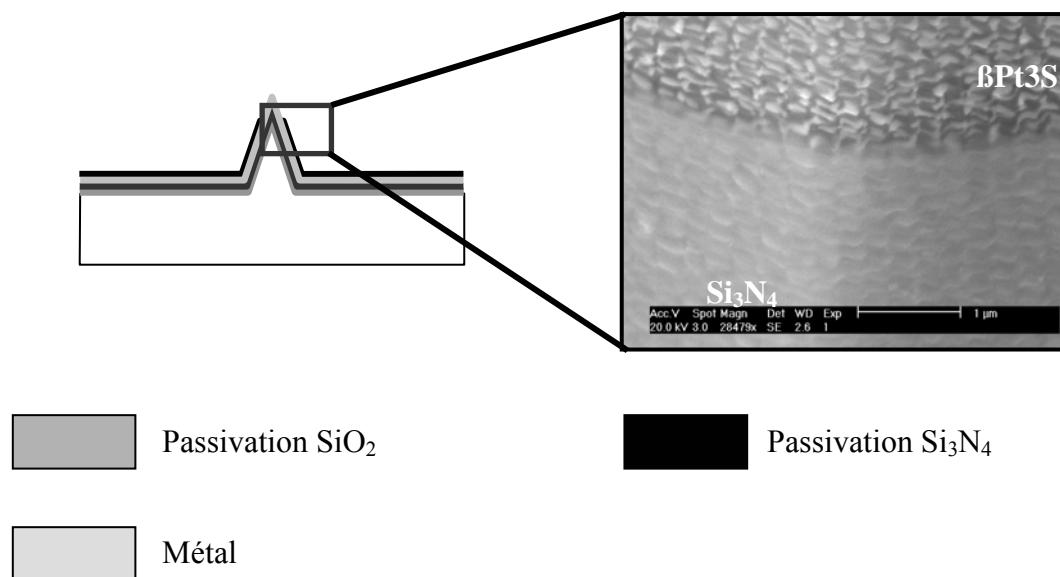 ßPt3S
Si₃N₄
Acc.V Spot Magn Det WD Exp
20.0 kV 3.0 28479x SE 2.6 1
1 µm
Passivation SiO₂
Passivation Si₃N₄
Métal